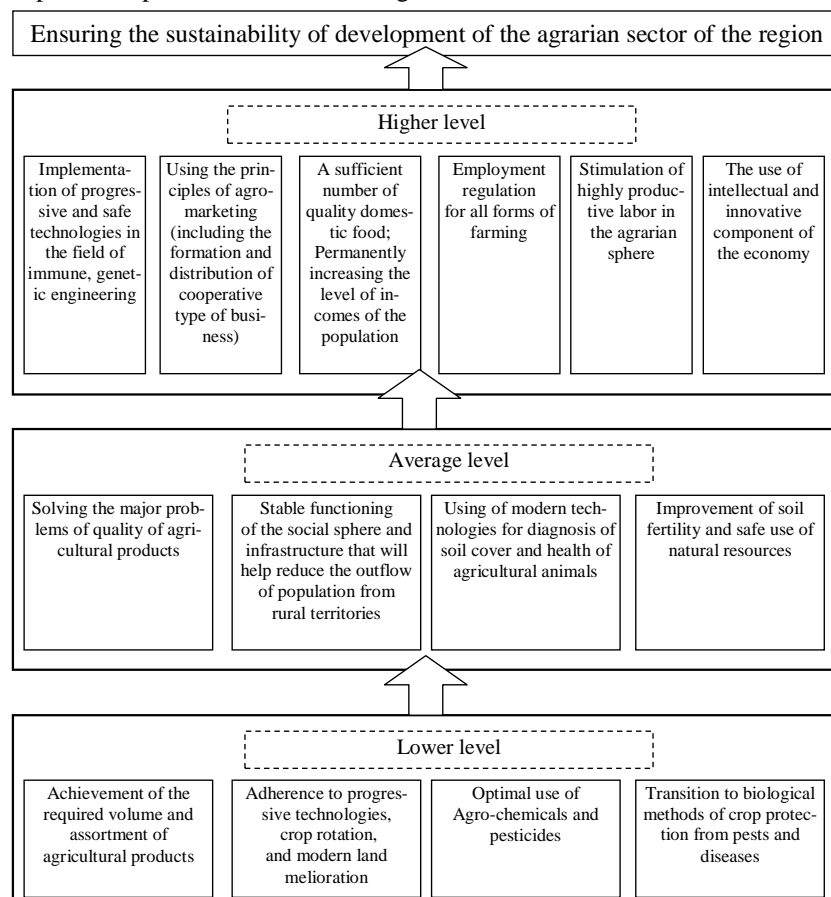 Ensuring the sustainability of development of the agrarian sector of the region
Higher level
Implementa-
tion of progres-
sive and safe
technologies in
the field of
immune, genet-
ic engineering
Using the prin-
ciples of agro-
marketing
(including the
formation and
distribution of
cooperative
type of busi-
ness)
A sufficient
number of
quality domes-
tic food;
Permanently
increasing the
level of in-
comes of the
population
Employment
regulation
for all forms of
farming
Stimulation of
highly produc-
tive labor in
the agrarian
sphere
The use of
intellectual and
innovative
component of
the economy
Average level
Solving the major prob-
lems of quality of agri-
cultural products
Stable functioning
of the social sphere and
infrastructure that will
help reduce the outflow
of population from
rural territories
Using of modern tech-
nologies for diagnosis of
soil cover and health of
agricultural animals
Improvement of soil
fertility and safe use of
natural resources
Lower level
Achievement of the
required volume and
assortment of
agricultural products
Adherence to progres-
sive technologies,
crop rotation,
and modern land
melioration
Optimal use of
Agro-chemicals and
pesticides
Transition to biological
methods of crop protec-
tion from pests and
diseases